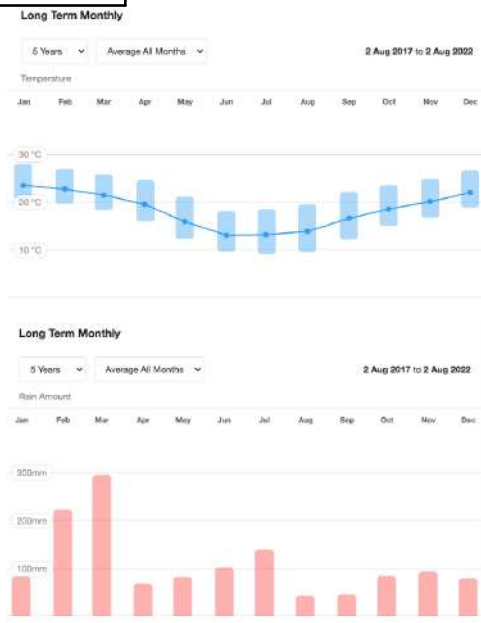 Long Term Monthly
5 Years Average All Months 2 Aug 2017 to 2 Aug 2022
Temperature
Jan Feb Mar Apr May Jun Jul Aug Sep Oct Nov Dec
30 °C
20 °C
10 °C
Long Term Monthly
5 Years Average All Months 2 Aug 2017 to 2 Aug 2022
Rain Amount
Jan Feb Mar Apr May Jun Jul Aug Sep Oct Nov Dec
300mm
200mm
100mm